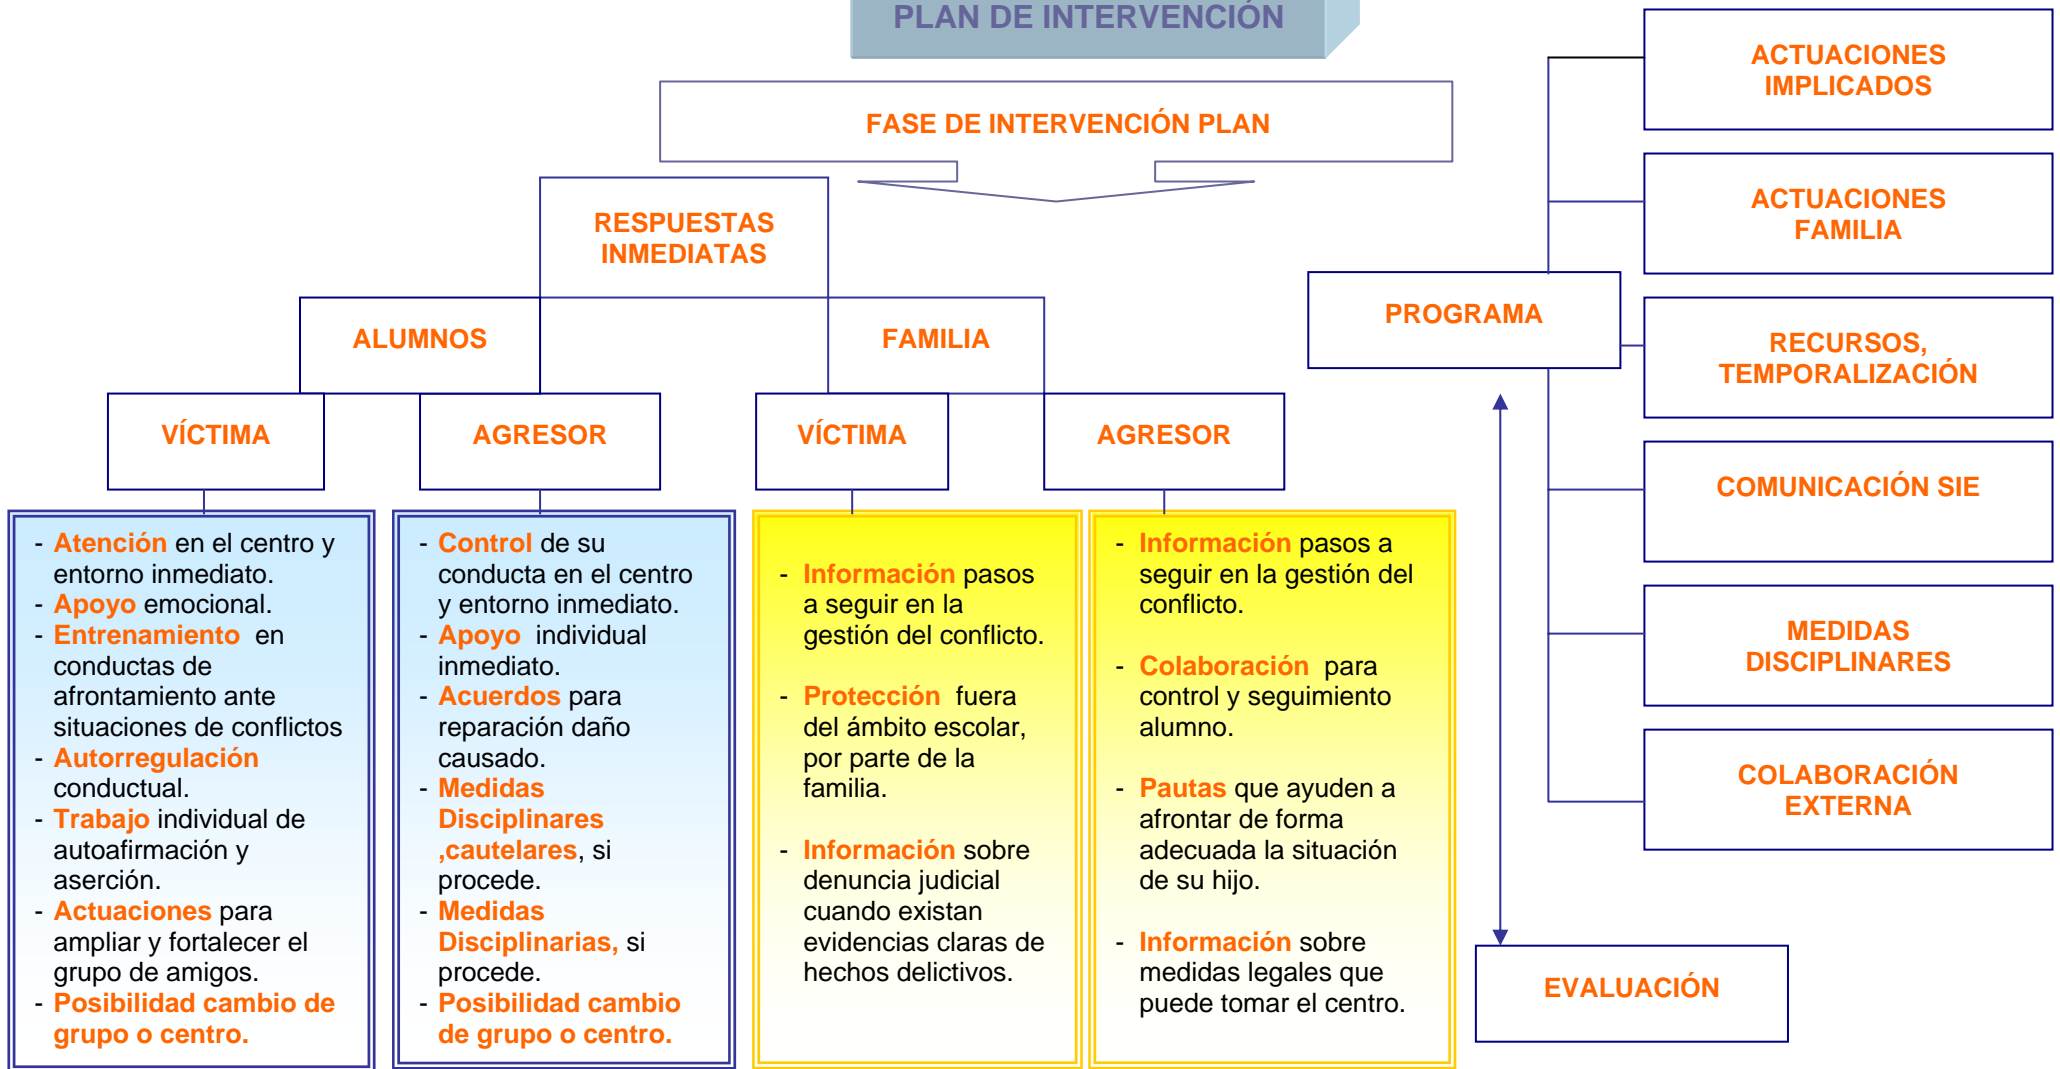 PLAN DE INTERVENCIÓN
FASE DE INTERVENCIÓN PLAN
RESPUESTAS
INMEDIATAS
ALUMNOS
FAMILIA
VÍCTIMA
AGRESOR
VÍCTIMA
AGRESOR
- Atención en el centro y
entorno inmediato.
- Apoyo emocional.
- Entrenamiento en
conductas de
afrontamiento ante
situaciones de conflictos
- Autorregulación
conductual.
- Trabajo individual de
autoafirmación y
aserción.
- Actuaciones para
ampliar y fortalecer el
grupo de amigos.
- Posibilidad cambio de
grupo o centro.
- Control de su
conducta en el centro
y entorno inmediato.
- Apoyo individual
inmediato.
- Acuerdos para
reparación daño
causado.
- Medidas
Disciplinares
,cautelares, si
procede.
- Medidas
Disciplinarias, si
procede.
- Posibilidad cambio
de grupo o centro.
- Información pasos
a seguir en la
gestión del conflicto.
- Protección fuera
del ámbito escolar,
por parte de la
familia.
- Información sobre
denuncia judicial
cuando existan
evidencias claras de
hechos delictivos.
- Información pasos a
seguir en la gestión del
conflicto.
- Colaboración para
control y seguimiento
alumno.
- Pautas que ayuden a
afrontar de forma
adecuada la situación
de su hijo.
- Información sobre
medidas legales que
puede tomar el centro.
PROGRAMA
ACTUACIONES
IMPLICADOS
ACTUACIONES
FAMILIA
RECURSOS,
TEMPORALIZACIÓN
COMUNICACIÓN SIE
MEDIDAS
DISCIPLINARES
COLABORACIÓN
EXTERNA
EVALUACIÓN